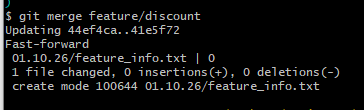 )
$ git merge feature/discount
Updating 44ef4ca..41e5f72
Fast-forward
 01.10.26/feature_info.txt | 0
 1 file changed, 0 insertions(+), 0 deletions(-)
 create mode 100644 01.10.26/feature_info.txt